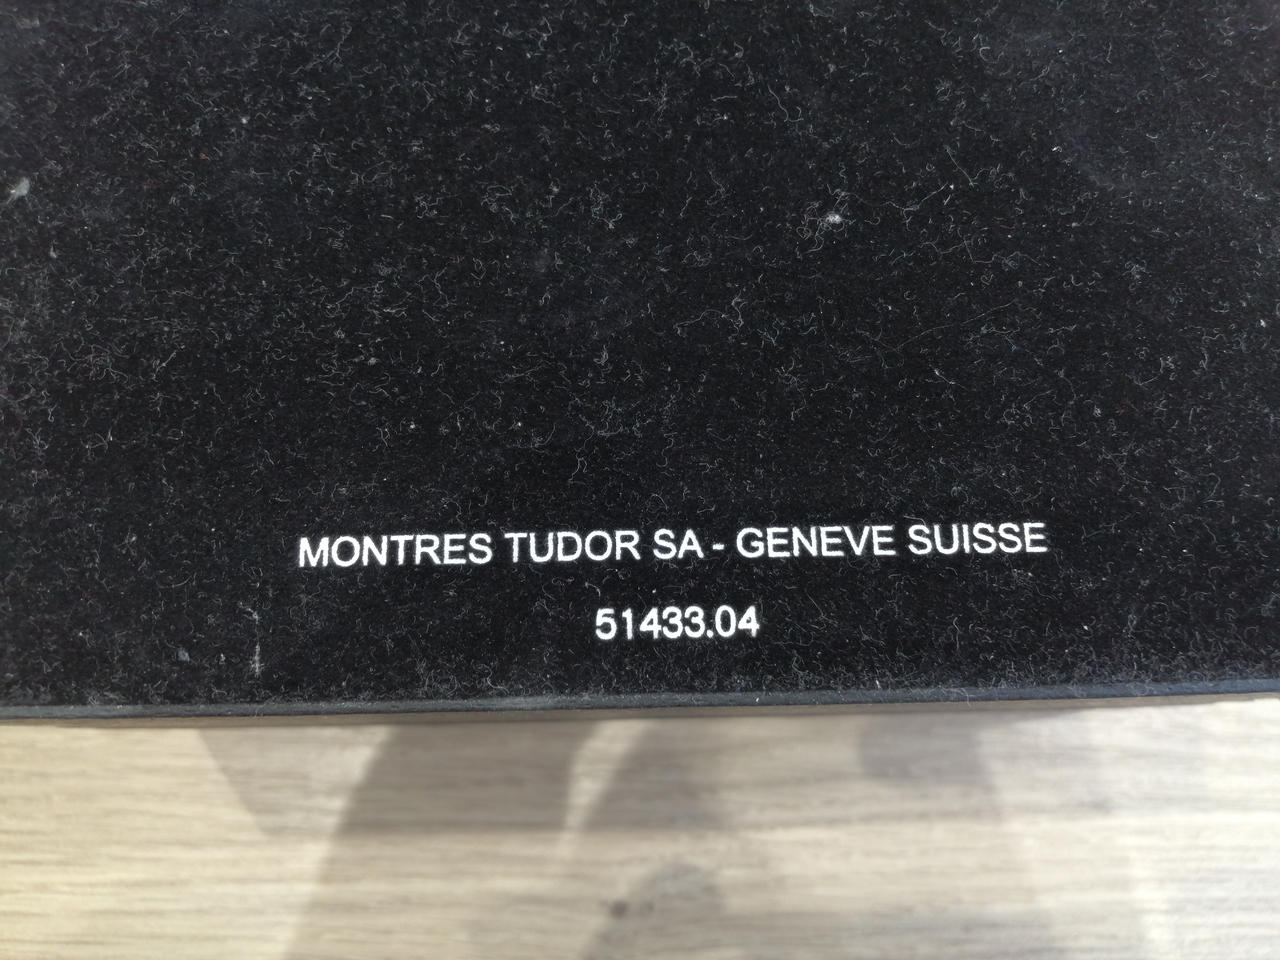 MONTRES TUDOR SA - GENEVE SUISSE
51433.04